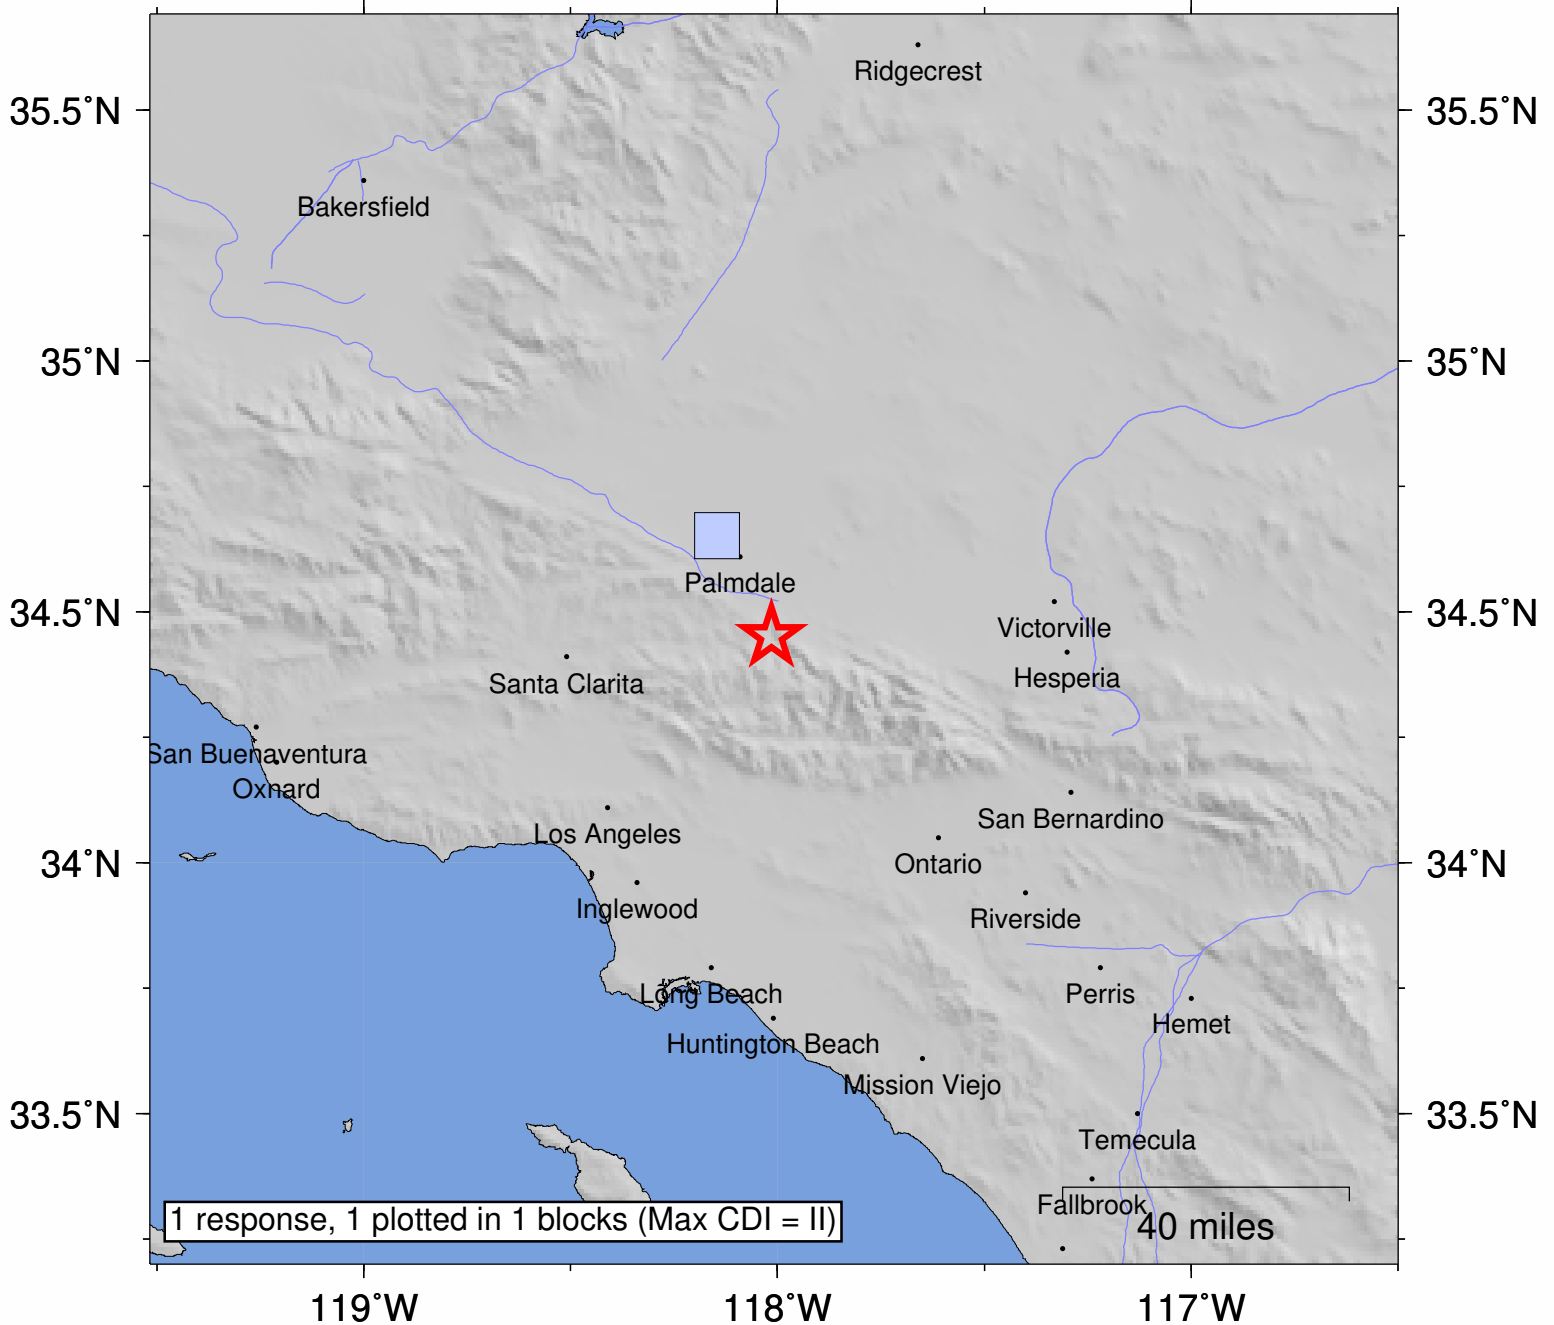 Ridgecrest
35.5˚N
35.5˚N
Bakersfield
35˚N
35˚N
Palmdale
34.5˚N
34.5˚N
Victorville
Hesperia
Santa Clarita
San Buenaventura
Oxnard
San Bernardino
Los Angeles
Ontario
34˚N
34˚N
Inglewood
Riverside
Long Beach
Perris
Hemet
Huntington Beach
Mission Viejo
33.5˚N
33.5˚N
Temecula
Fallbrook
40 miles
1 response, 1 plotted in 1 blocks (Max CDI = II)
119˚W
118˚W
117˚W